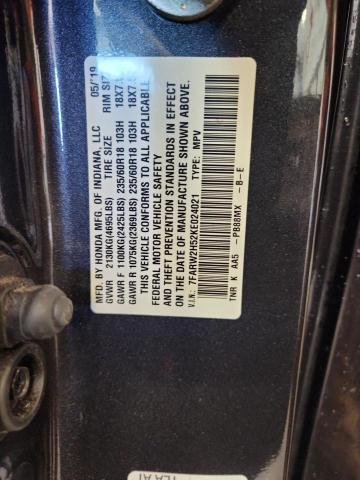 MFD. BY HONDA MFG. OF INDIANA, LLC 05/19
GVWR 2130KG(4695LBS) TIRE SIZE RIM SIZ
GAWR F 1100KG(2425LBS) 235/60R18 103H 18X7.
GAWR R 1075KG(2369LBS) 235/60R18 103H 18X7.
THIS VEHICLE CONFORMS TO ALL APPLICABLE
FEDERAL MOTOR VEHICLE SAFETY
AND THEFT PREVENTION STANDARDS IN EFFECT
ON THE DATE OF MANUFACTURE SHOWN ABOVE.
V.I.N.: 7FARW2H52KE024021 TYPE: MPV
TNR K AA5 -PB88MX -B-E